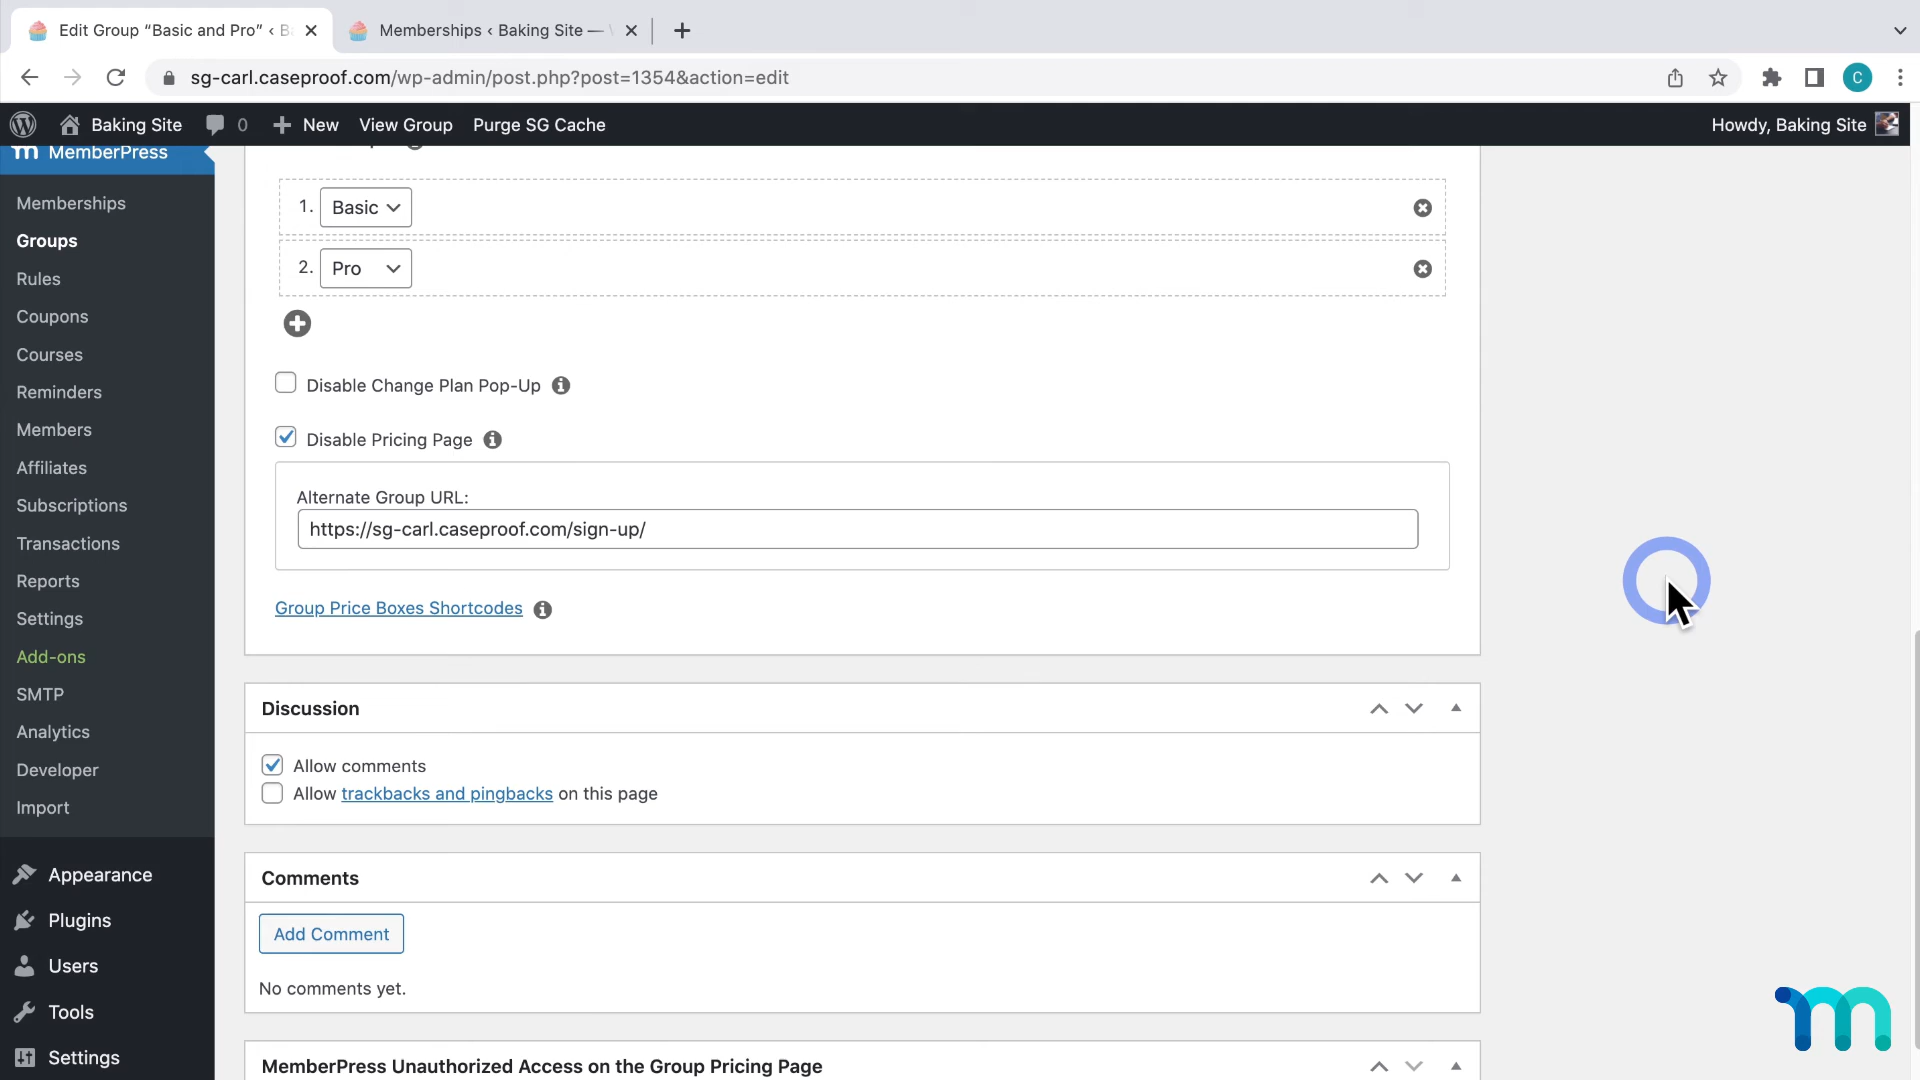 Edit Group “Basic and Pro” ‹ B
Memberships ‹ Baking Site —
sg-carl.caseproof.com/wp-admin/post.php?post=1354&action=edit
C
Baking Site
0
New
View Group
Purge SG Cache
Howdy, Baking Site
MemberPress
Memberships
Groups
Rules
Coupons
Courses
Reminders
Members
Affiliates
Subscriptions
Transactions
Reports
Settings
Add-ons
SMTP
Analytics
Developer
Import
Appearance
Plugins
Users
Tools
Settings
1. Basic
2. Pro
Disable Change Plan Pop-Up
Disable Pricing Page
Alternate Group URL:
https://sg-carl.caseproof.com/sign-up/
Group Price Boxes Shortcodes
Discussion
Allow comments
Allow trackbacks and pingbacks on this page
Comments
Add Comment
No comments yet.
MemberPress Unauthorized Access on the Group Pricing Page